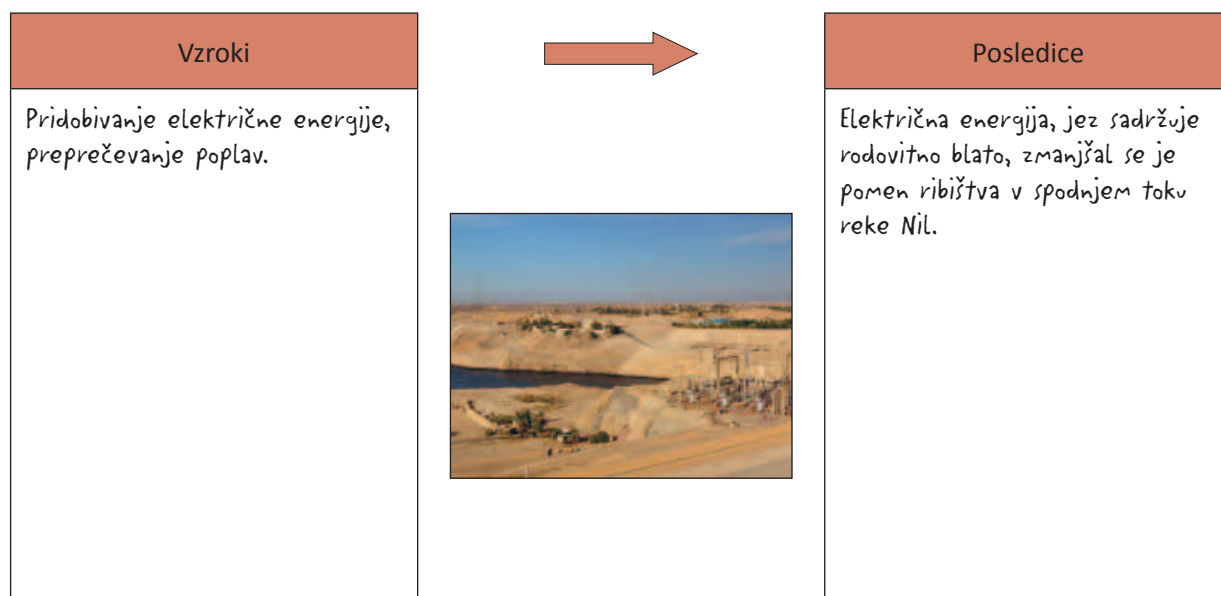 Vzroki
Pridobivanje električne energije,
preprečevanje poplav.
Posledice
Električna energija, jez sadržuje
rodovitno blato, zmanjšal se je
pomen ribištva v spodnjem toku
reke Nil.